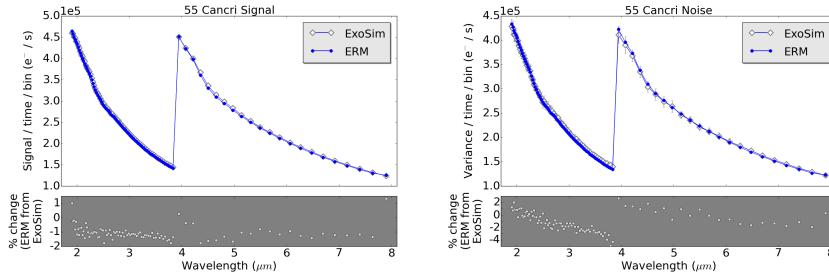 55 Cancri Signal
1e5
5.0
4.5
4.0
3.5
3.0
2.5
2.0
1.5
1.0
Signal / time / bin (e⁻ / s)
ExoSim
ERM
1
0
-1
-2
% change
(ERM from
ExoSim)
2 3 4 5 6 7 8
Wavelength (μm)
55 Cancri Noise
1e5
4.5
4.0
3.5
3.0
2.5
2.0
1.5
1.0
Variance / time / bin (e⁻ / s)
ExoSim
ERM
2
0
-2
-4
% change
(ERM from
ExoSim)
2 3 4 5 6 7 8
Wavelength (μm)